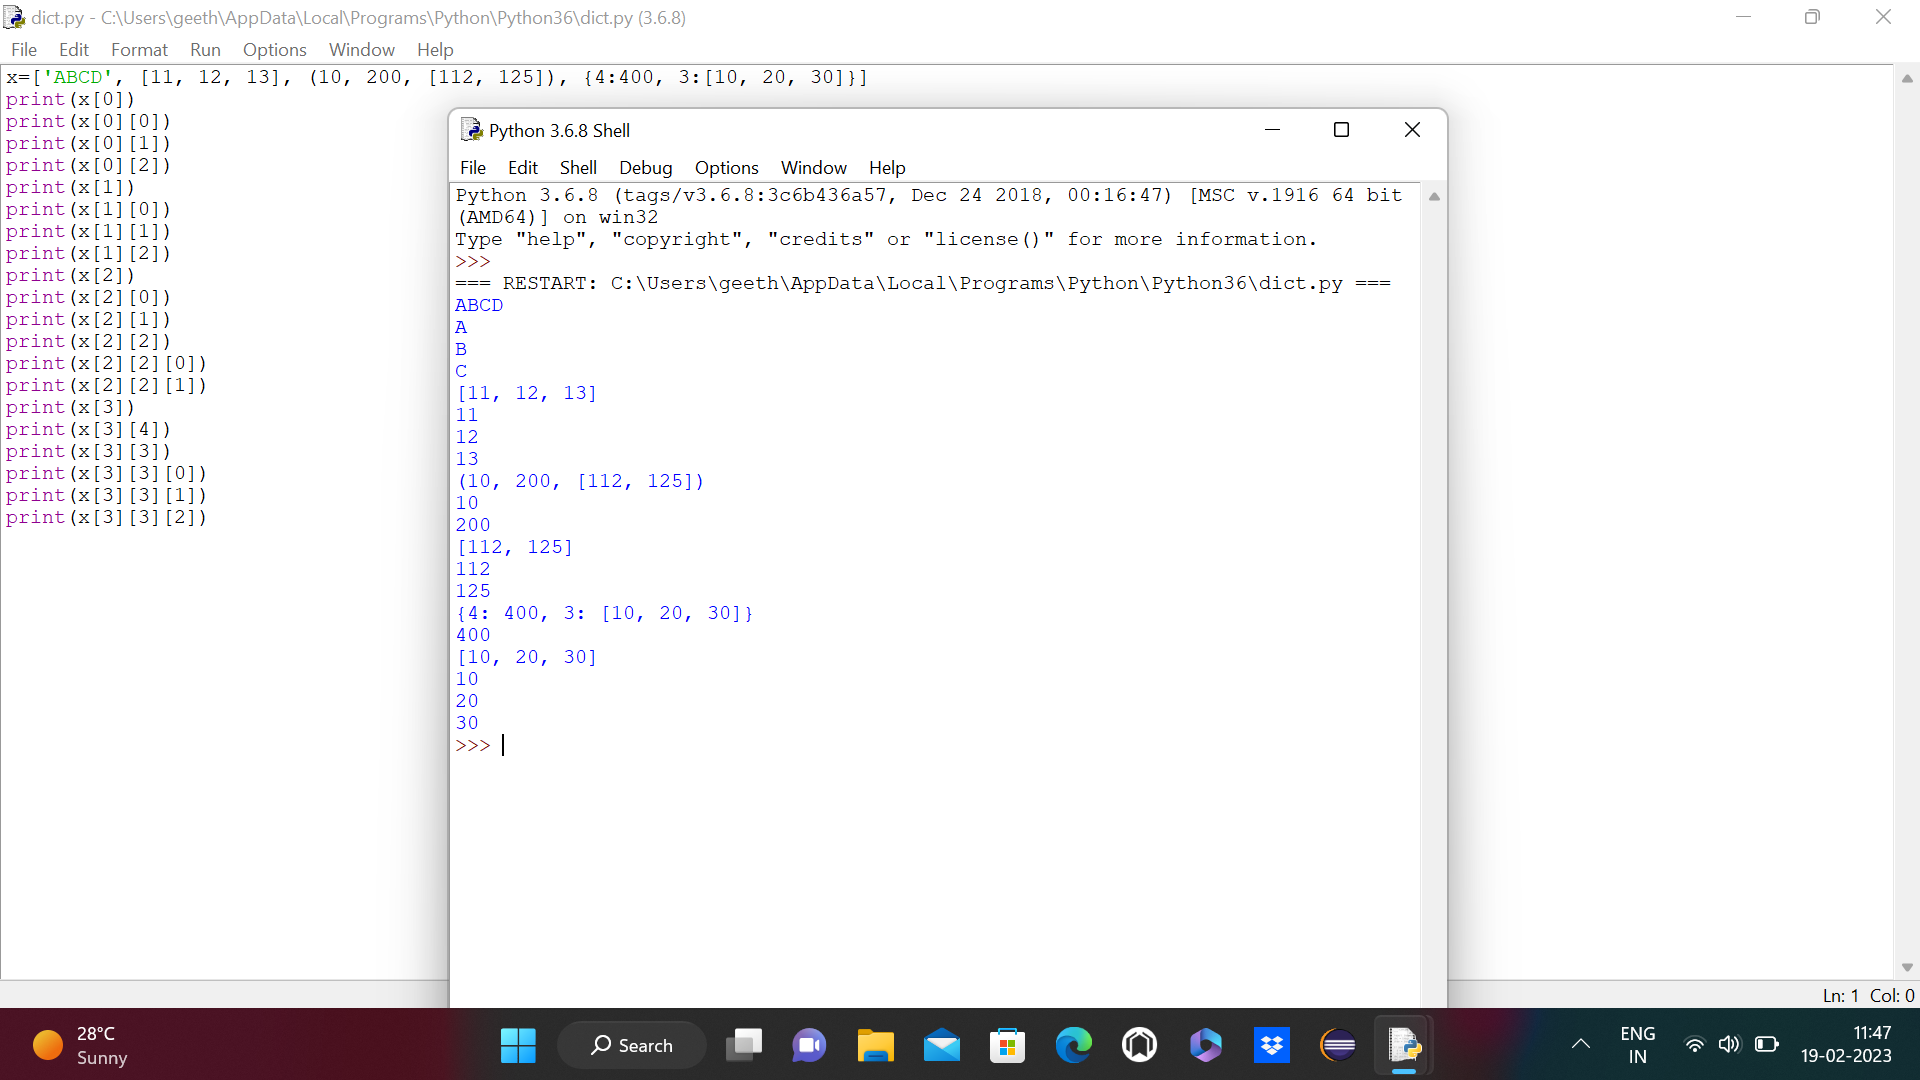 dict.py - C:\Users\geeth\AppData\Local\Programs\Python\Python36\dict.py (3.6.8)
File Edit Format Run Options Window Help
x=['ABCD', [11, 12, 13], (10, 200, [112, 125]), {4:400, 3:[10, 20, 30]}]
print(x[0])
print(x[0][0])
print(x[0][1])
print(x[0][2])
print(x[1])
print(x[1][0])
print(x[1][1])
print(x[1][2])
print(x[2])
print(x[2][0])
print(x[2][1])
print(x[2][2])
print(x[2][2][0])
print(x[2][2][1])
print(x[3])
print(x[3][4])
print(x[3][3])
print(x[3][3][0])
print(x[3][3][1])
print(x[3][3][2])
Python 3.6.8 Shell
File Edit Shell Debug Options Window Help
Python 3.6.8 (tags/v3.6.8:3c6b436a57, Dec 24 2018, 00:16:47) [MSC v.1916 64 bit
(AMD64)] on win32
Type "help", "copyright", "credits" or "license()" for more information.
>>>
=== RESTART: C:\Users\geeth\AppData\Local\Programs\Python\Python36\dict.py ===
ABCD
A
B
C
[11, 12, 13]
11
12
13
(10, 200, [112, 125])
10
200
[112, 125]
112
125
{4: 400, 3: [10, 20, 30]}
400
[10, 20, 30]
10
20
30
>>>
Ln: 1 Col: 0
28°C
Sunny
Search
ENG
IN
11:47
19-02-2023